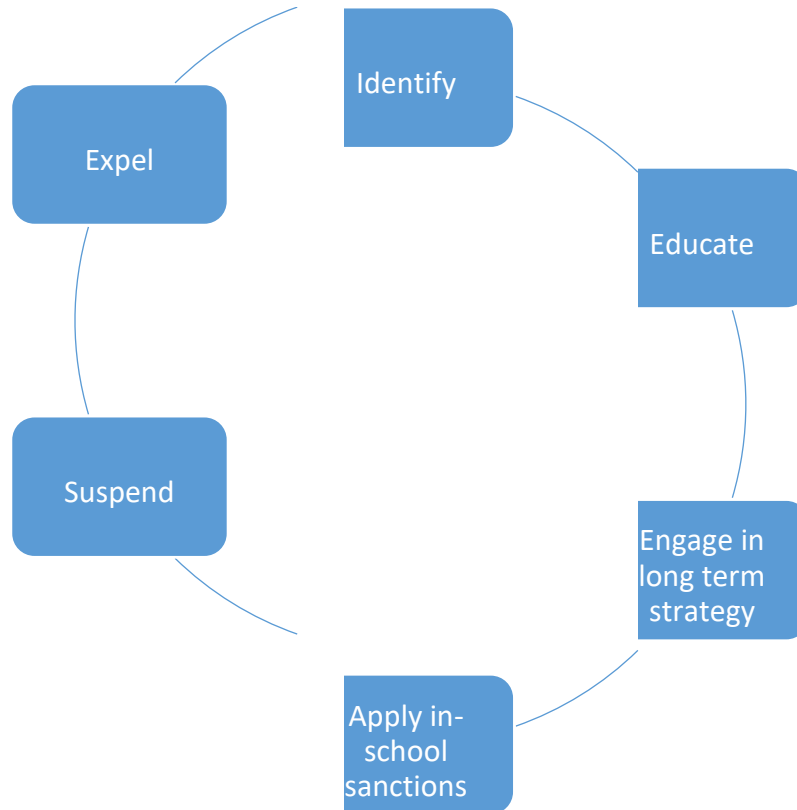 Identify
Educate
Engage in
long term
strategy
Apply in-
school
sanctions
Suspend
Expel